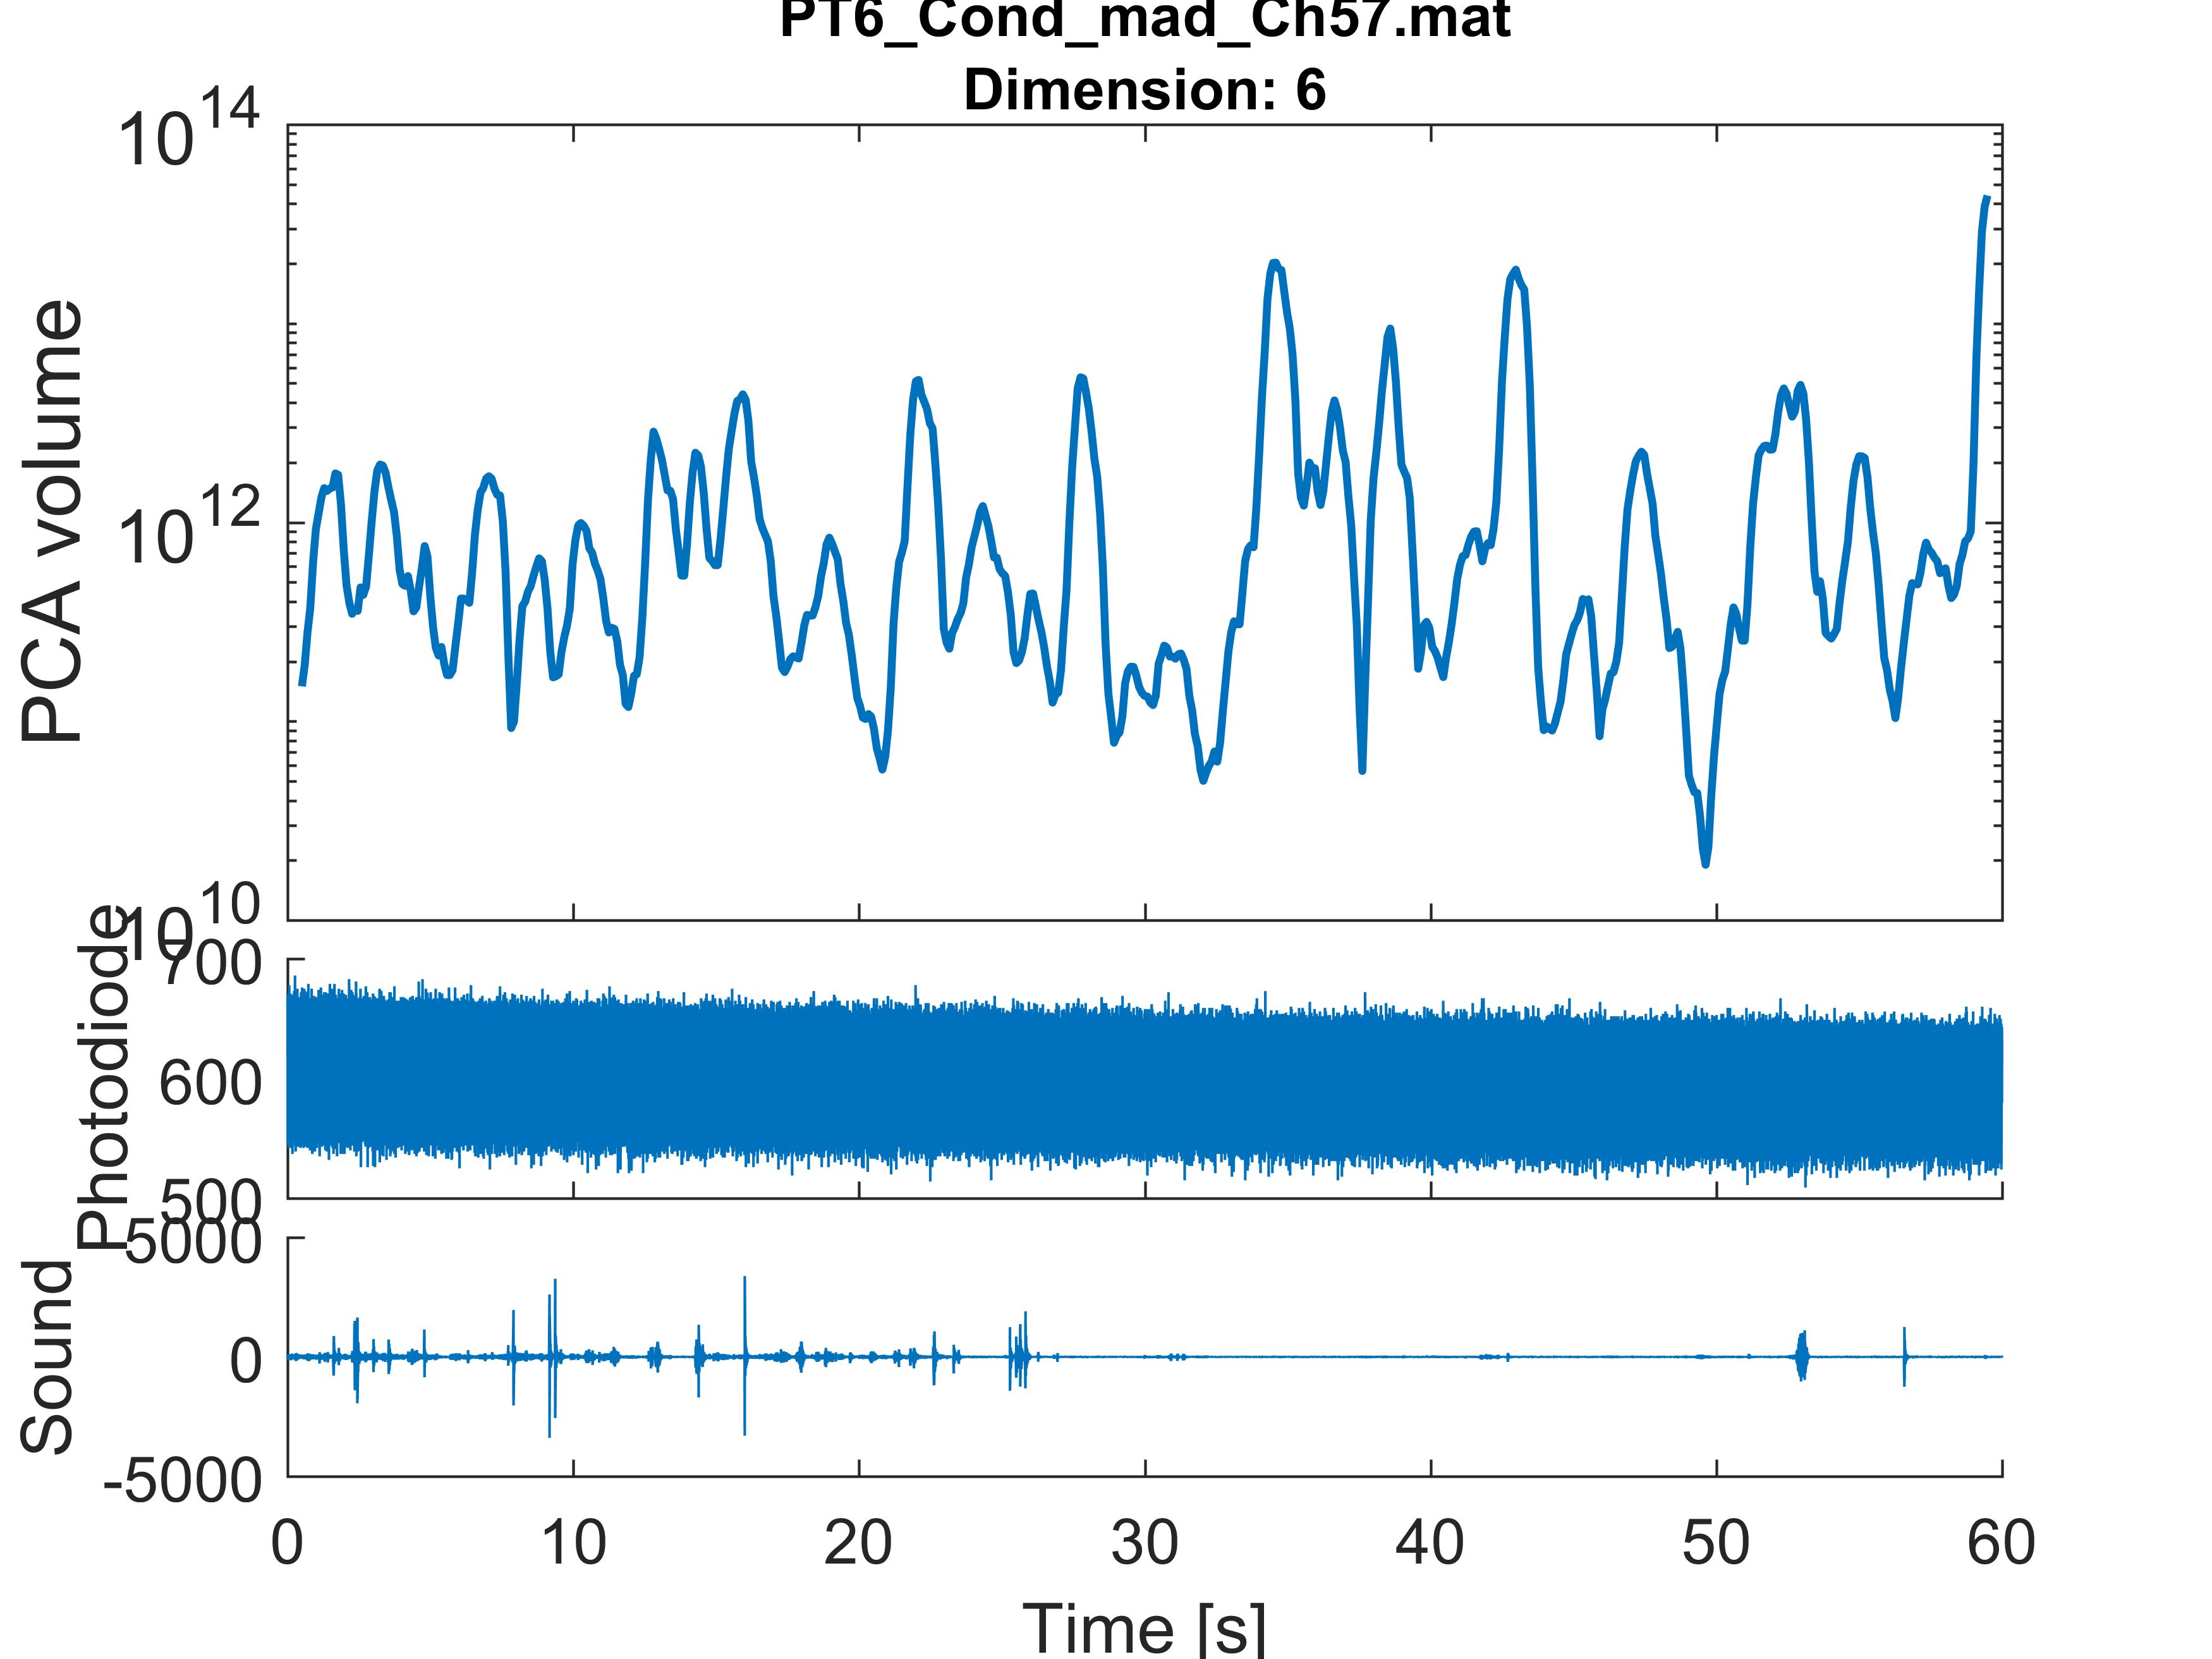 PT6_Cond_mad_Ch57.mat
Dimension: 6
PCA volume
10^14
10^12
10^10
Photodiode
700
600
500
Sound
5000
0
-5000
0 10 20 30 40 50 60
Time [s]